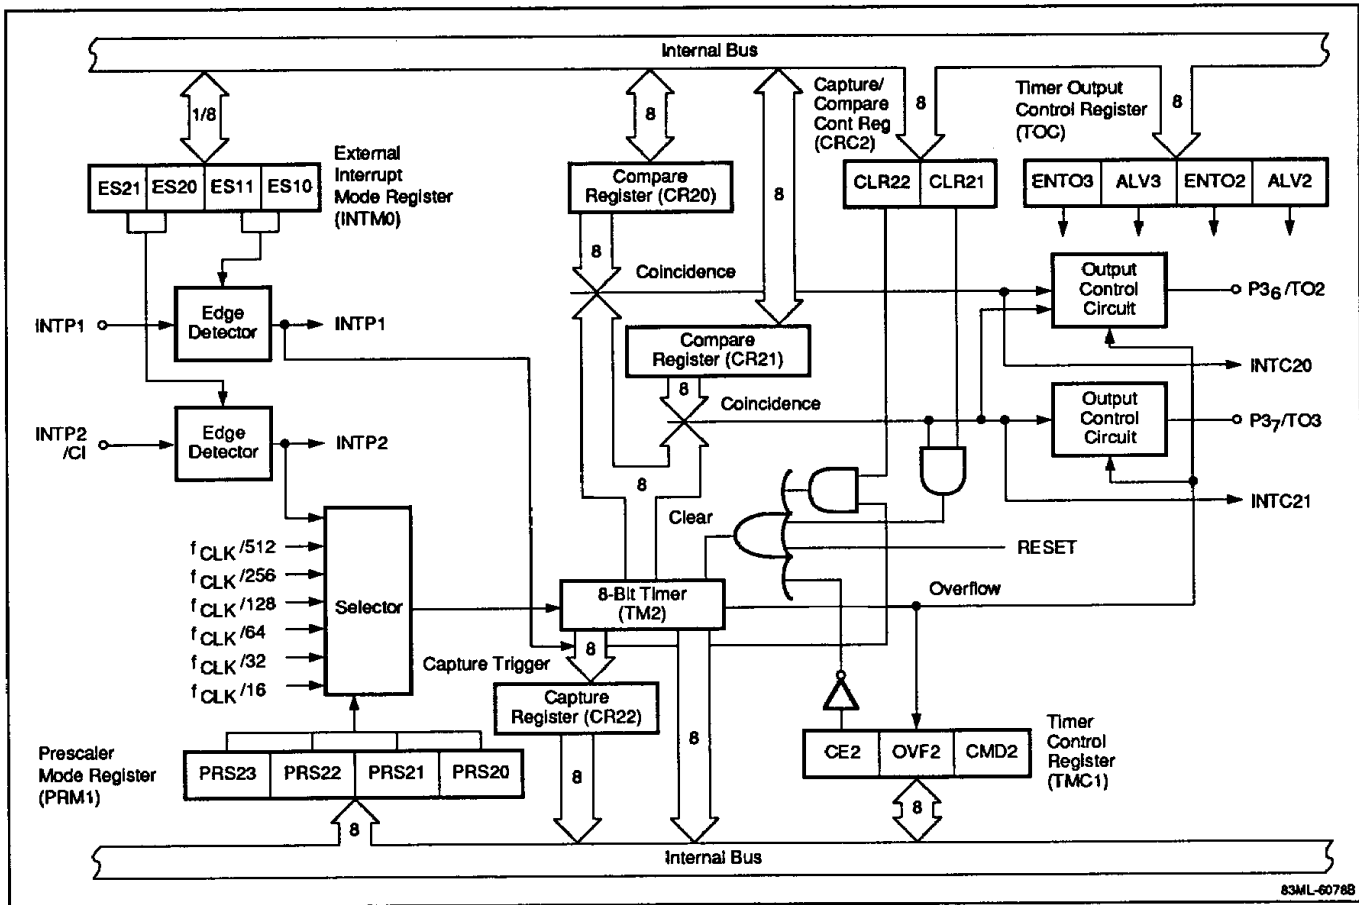 Internal Bus
1/8
8
8
Capture/
Compare
Cont Reg
(CRC2)
8
Timer Output
Control Register
(TOC)
8
External
Interrupt
Mode Register
(INTM0)
ES21 ES20 ES11 ES10
Compare
Register (CR20)
CLR22 CLR21
ENTO3 ALV3 ENTO2 ALV2
8
Coincidence
Output
Control
Circuit
P36/TO2
INTP1
Edge
Detector
INTP1
Compare
Register (CR21)
INTC20
8
Coincidence
Output
Control
Circuit
P37/TO3
INTP2
/CI
Edge
Detector
INTP2
8
Clear
INTC21
RESET
fCLK/512
fCLK/256
fCLK/128
fCLK/64
fCLK/32
fCLK/16
Selector
8-Bit Timer
(TM2)
Overflow
8
Capture Trigger
Capture
Register (CR22)
8
8
Prescaler
Mode Register
(PRM1)
PRS23 PRS22 PRS21 PRS20
8
CE2 OVF2 CMD2
Timer
Control
Register
(TMC1)
8
Internal Bus
83ML-6078B